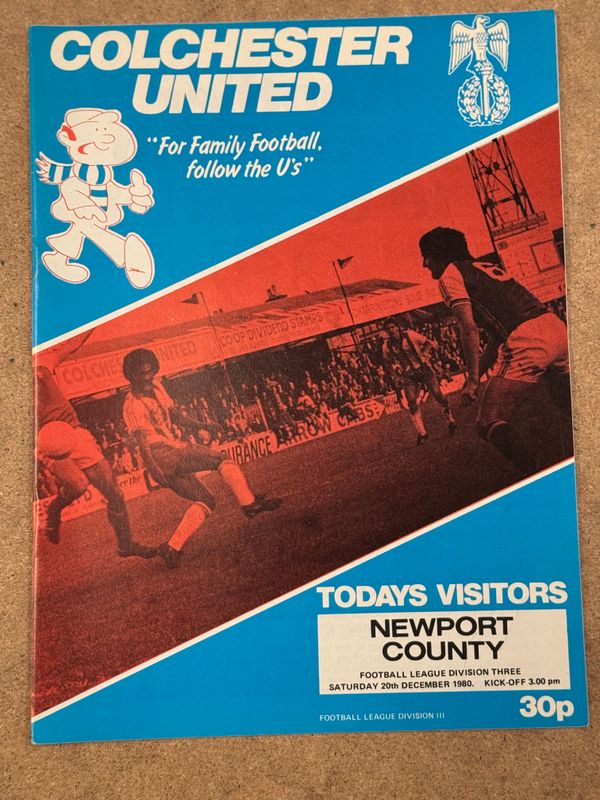 COLCHESTER
UNITED
"For Family Football,
follow the U's"
COLCHESTER UNITED
CO-OP DIVIDEND STAMPS
ARROW CABS
TODAYS VISITORS
NEWPORT
COUNTY
FOOTBALL LEAGUE DIVISION THREE
SATURDAY 20th DECEMBER 1980. KICK-OFF 3.00 pm
FOOTBALL LEAGUE DIVISION III
30p